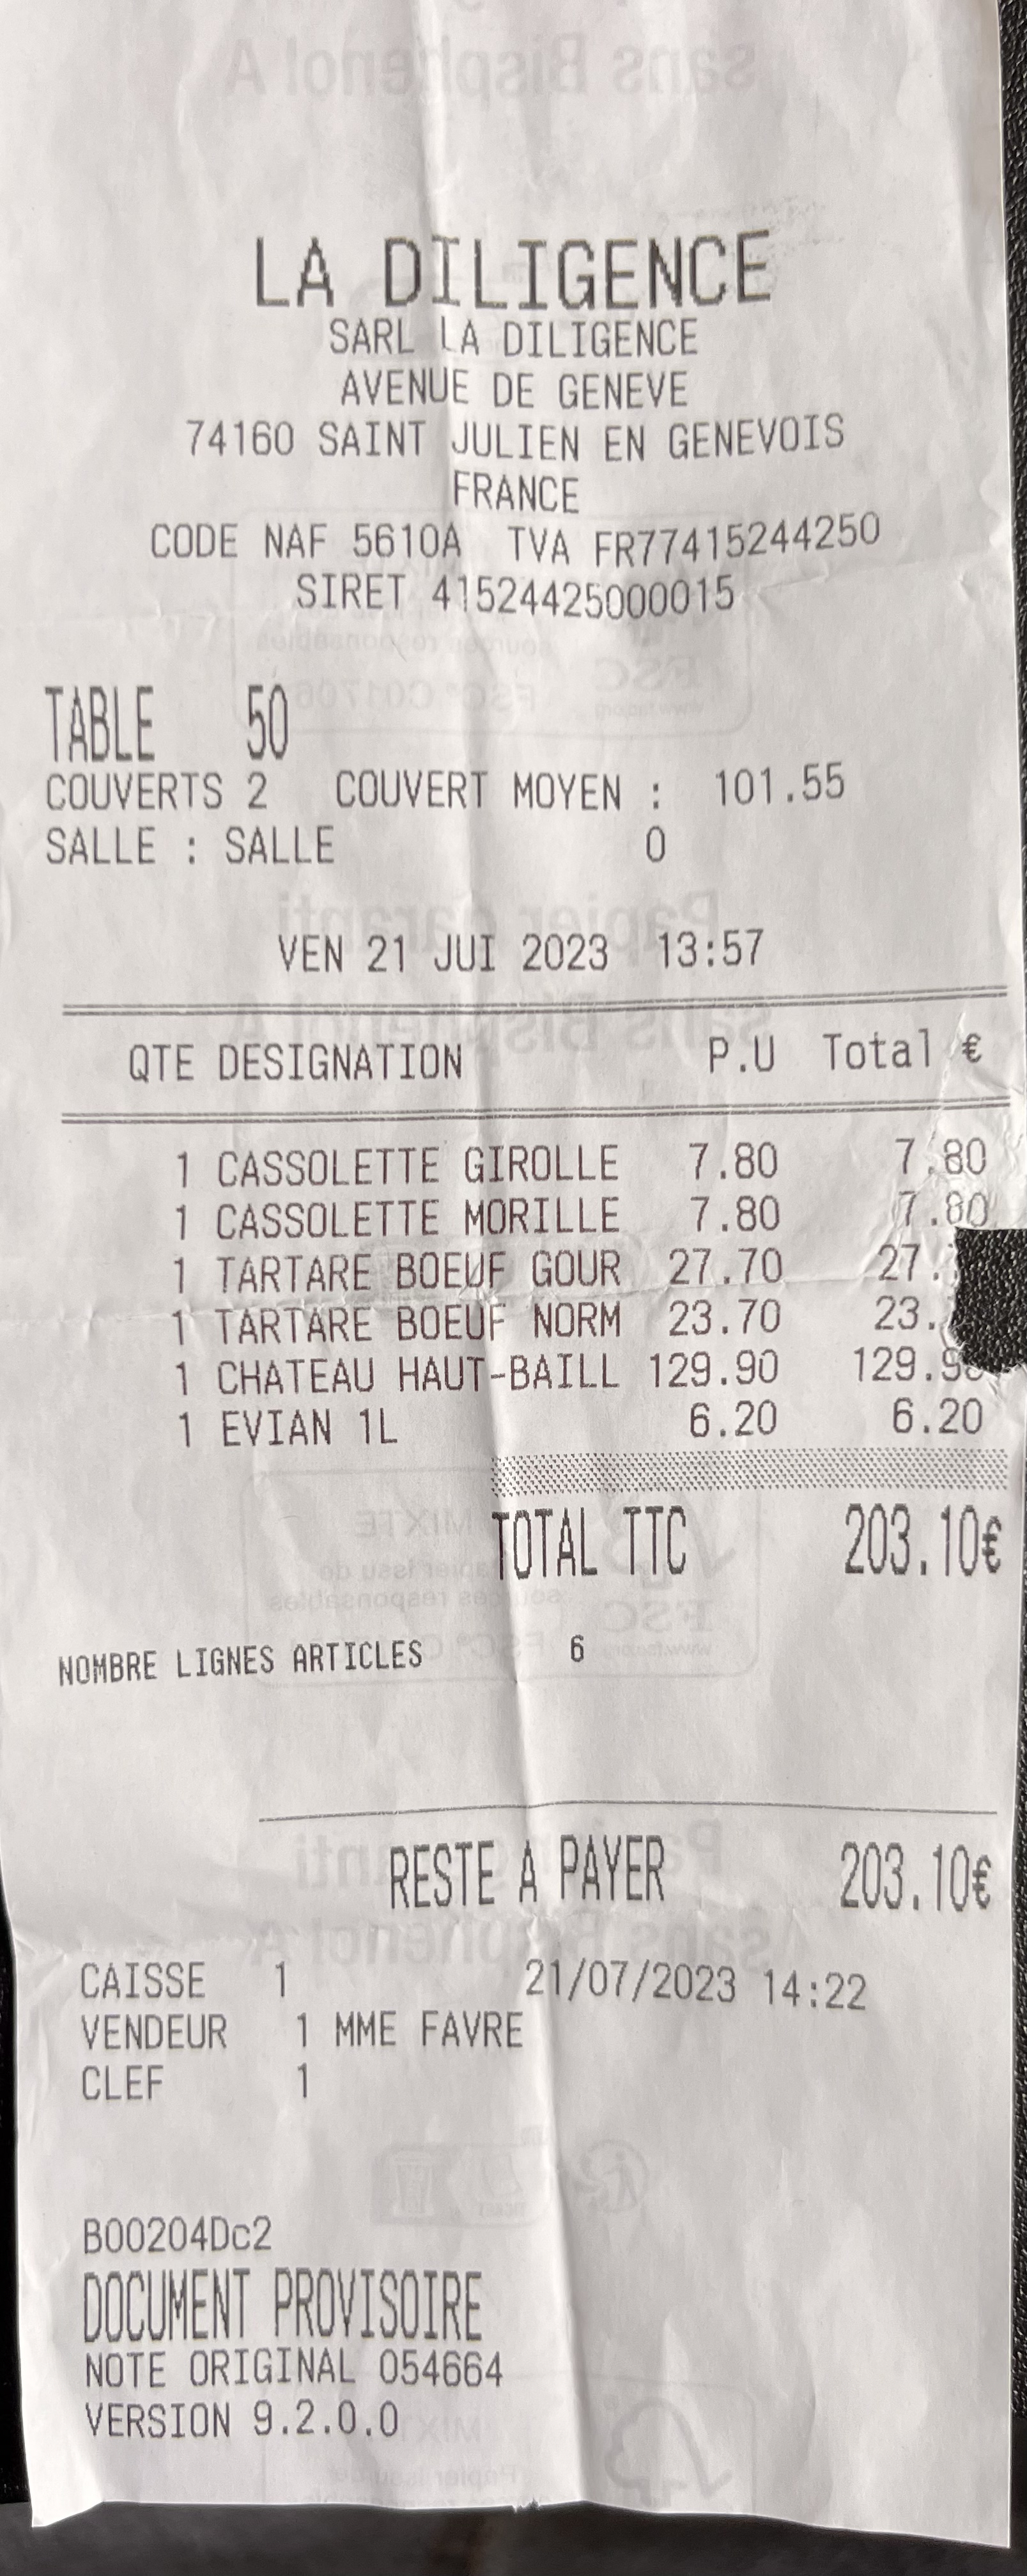 LA DILIGENCE
SARL LA DILIGENCE
AVENUE DE GENEVE
74160 SAINT JULIEN EN GENEVOIS
FRANCE
CODE NAF 5610A TVA FR77415244250
SIRET 41524425000015
TABLE 50
COUVERTS 2 COUVERT MOYEN : 101.55
SALLE : SALLE 0
VEN 21 JUI 2023 13:57
QTE DESIGNATION P.U Total €
1 CASSOLETTE GIROLLE 7.80 7.80
1 CASSOLETTE MORILLE 7.80 7.80
1 TARTARE BOEUF GOUR 27.70 27.
1 TARTARE BOEUF NORM 23.70 23.
1 CHATEAU HAUT-BAILL 129.90 129.9
1 EVIAN 1L 6.20 6.20
TOTAL TTC 203.10€
NOMBRE LIGNES ARTICLES 6
RESTE A PAYER 203.10€
CAISSE 1 21/07/2023 14:22
VENDEUR 1 MME FAVRE
CLEF 1
B00204Dc2
DOCUMENT PROVISOIRE
NOTE ORIGINAL 054664
VERSION 9.2.0.0